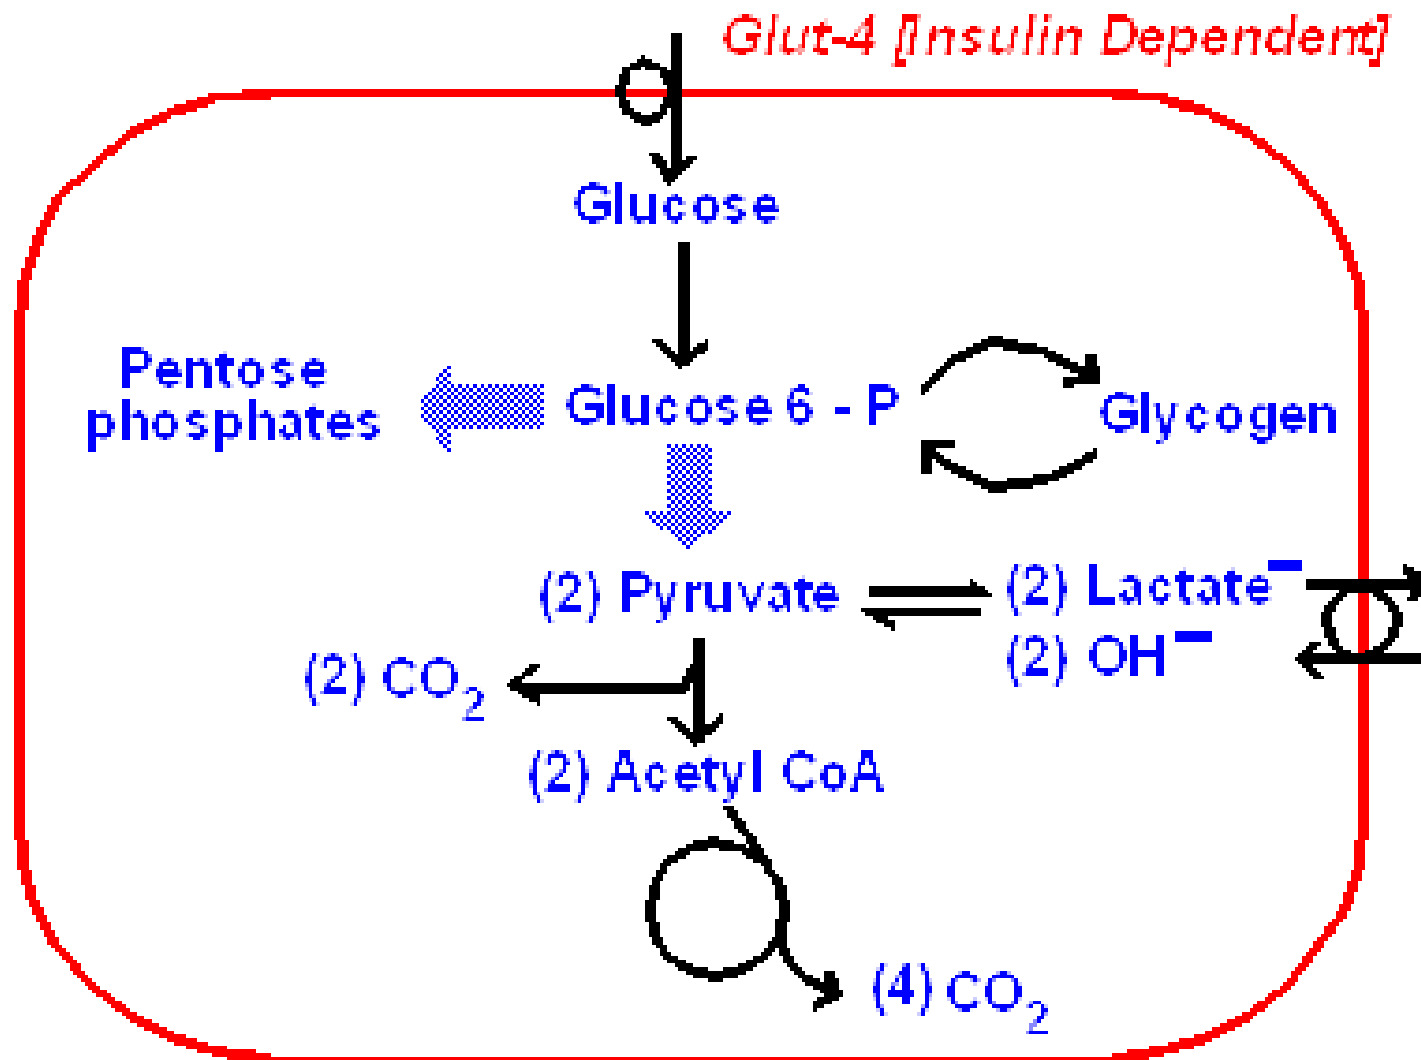 Glut-4 [Insulin Dependent]
Glucose
Pentose
phosphates
Glucose 6 - P
Glycogen
(2) Pyruvate
(2) Lactate⁻
(2) OH⁻
(2) CO₂
(2) Acetyl CoA
(4) CO₂